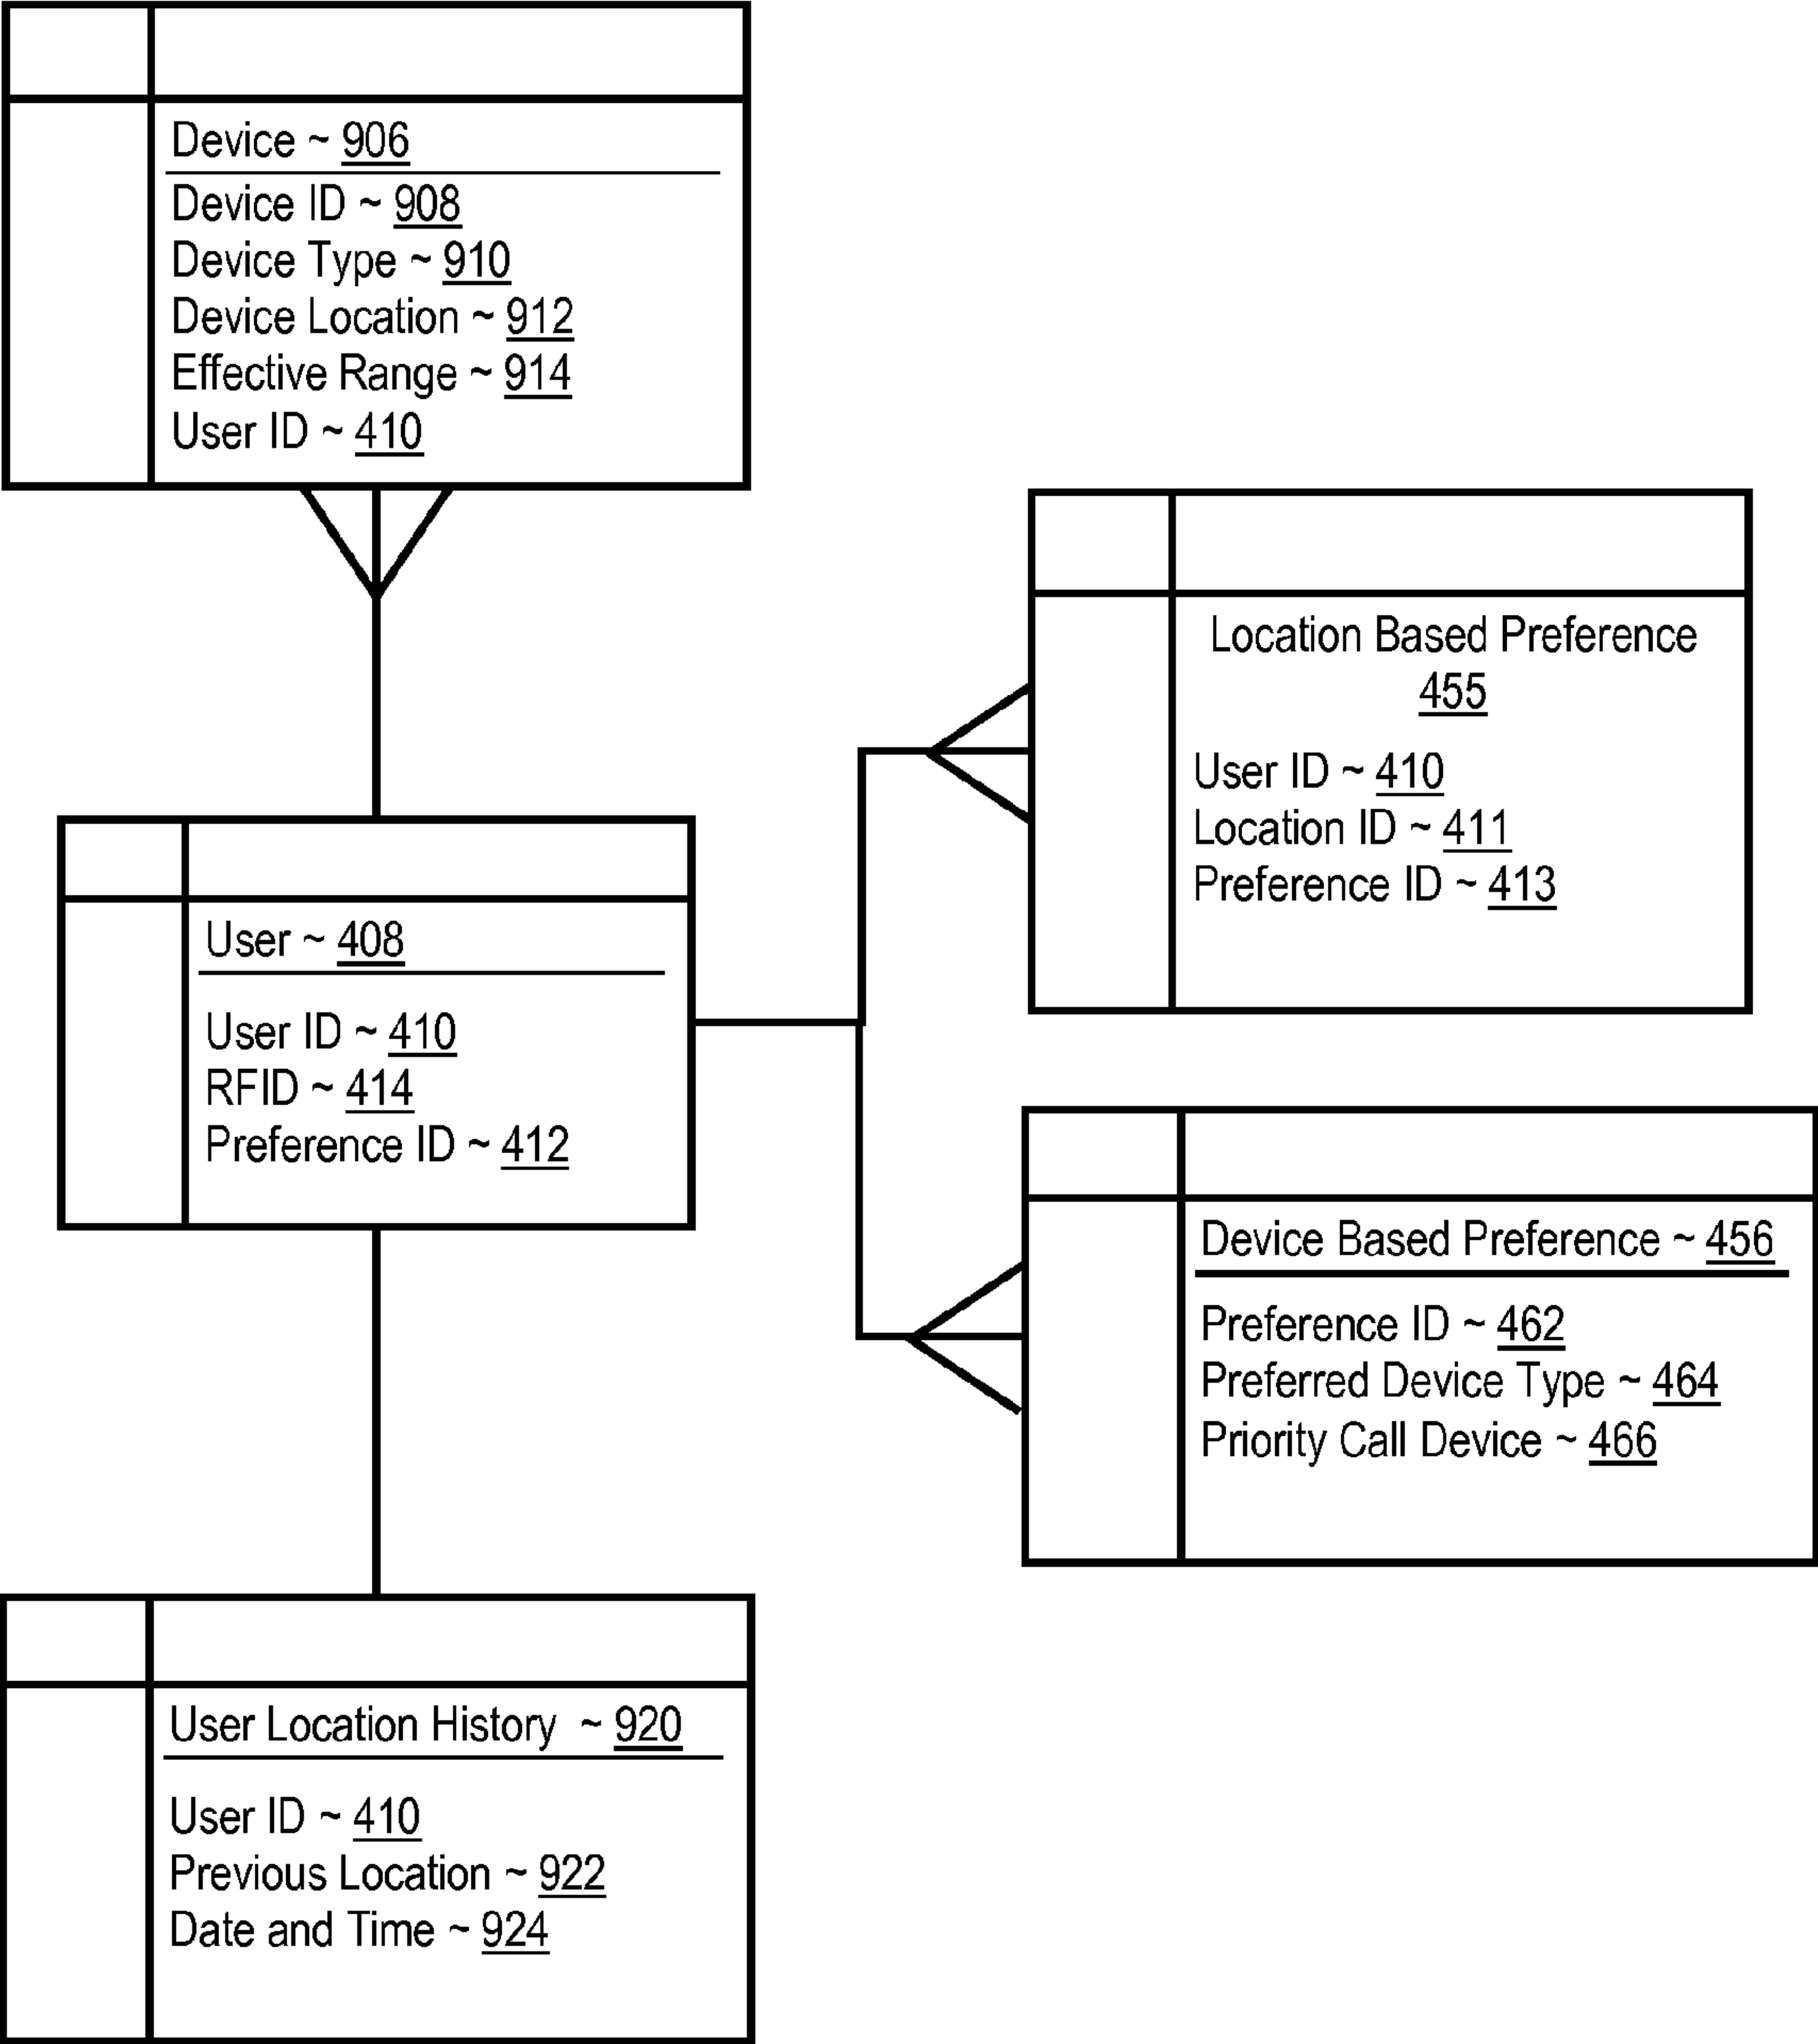 Device ~ 906
Device ID ~ 908
Device Type ~ 910
Device Location ~ 912
Effective Range ~ 914
User ID ~ 410
Location Based Preference
455
User ID ~ 410
Location ID ~ 411
Preference ID ~ 413
User ~ 408
User ID ~ 410
RFID ~ 414
Preference ID ~ 412
Device Based Preference ~ 456
Preference ID ~ 462
Preferred Device Type ~ 464
Priority Call Device ~ 466
User Location History ~ 920
User ID ~ 410
Previous Location ~ 922
Date and Time ~ 924